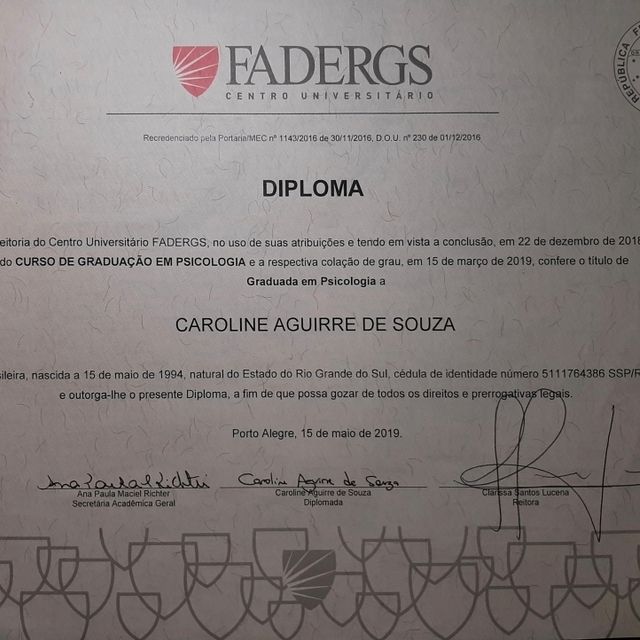 FADERGS
CENTRO UNIVERSITÁRIO
REPÚBLICA
Recredenciado pela Portaria/MEC nº 1143/2016 de 30/11/2016, D.O.U. nº 230 de 01/12/2016
DIPLOMA
eitoria do Centro Universitário FADERGS, no uso de suas atribuições e tendo em vista a conclusão, em 22 de dezembro de 2018
do CURSO DE GRADUAÇÃO EM PSICOLOGIA e a respectiva colação de grau, em 15 de março de 2019, confere o título de
Graduada em Psicologia a
CAROLINE AGUIRRE DE SOUZA
sileira, nascida a 15 de maio de 1994, natural do Estado do Rio Grande do Sul, cédula de identidade número 5111764386 SSP/R
e outorga-lhe o presente Diploma, a fim de que possa gozar de todos os direitos e prerrogativas legais.
Porto Alegre, 15 de maio de 2019.
Caroline Aguirre de Souza
Ana Paula Maciel Richter
Secretária Acadêmica Geral
Caroline Aguirre de Souza
Diplomada
Clarissa Santos Lucena
Reitora